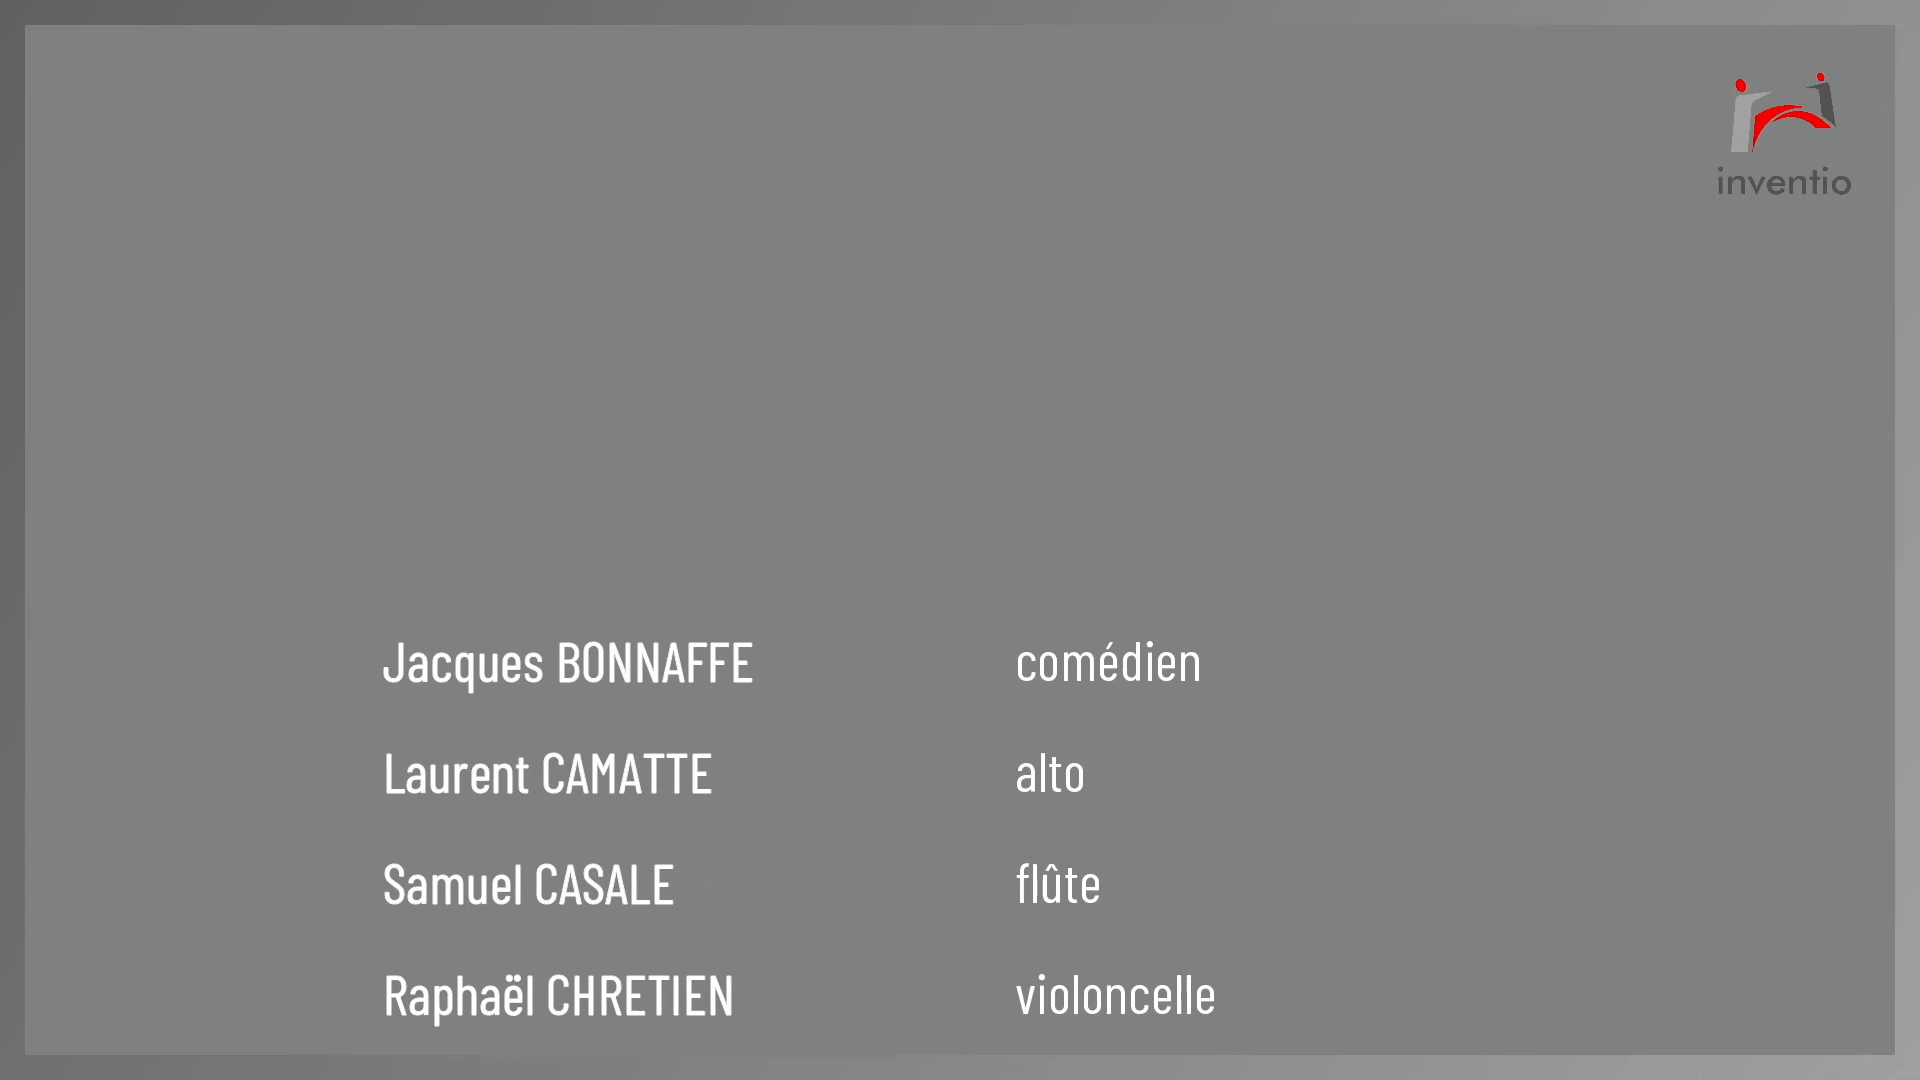 inventio
Jacques BONNAFFE comédien
Laurent CAMATTE alto
Samuel CASALE flûte
Raphaël CHRETIEN violoncelle